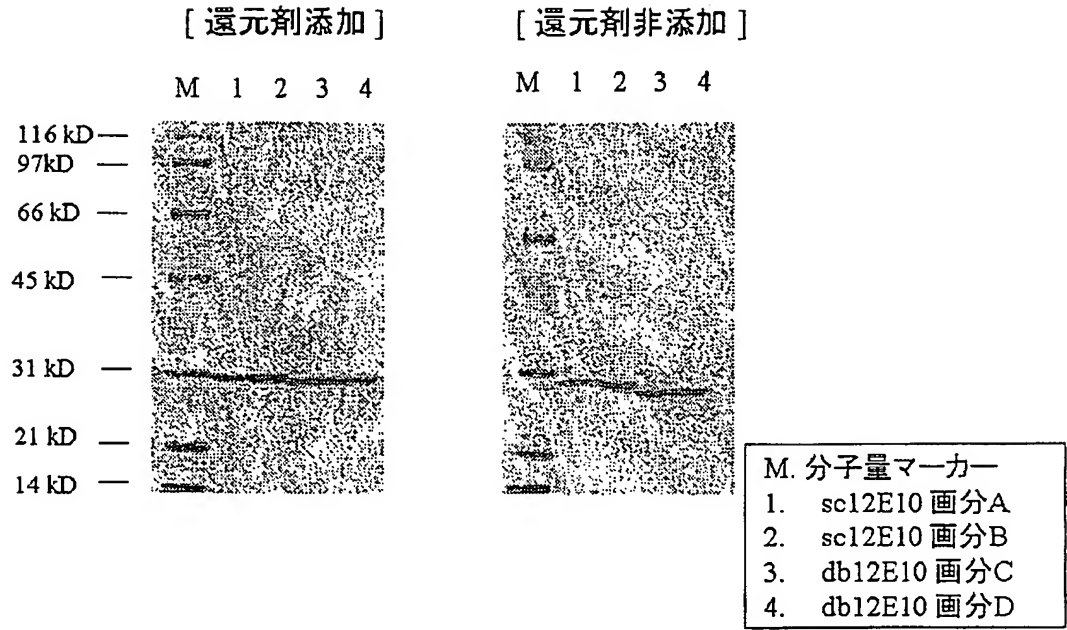 [ 還元剤添加 ]
[ 還元剤非添加 ]
M 1 2 3 4
M 1 2 3 4
116 kD
97kD
66 kD
45 kD
31 kD
21 kD
14 kD
M. 分子量マーカー
1. sc12E10 画分A
2. sc12E10 画分B
3. db12E10 画分C
4. db12E10 画分D